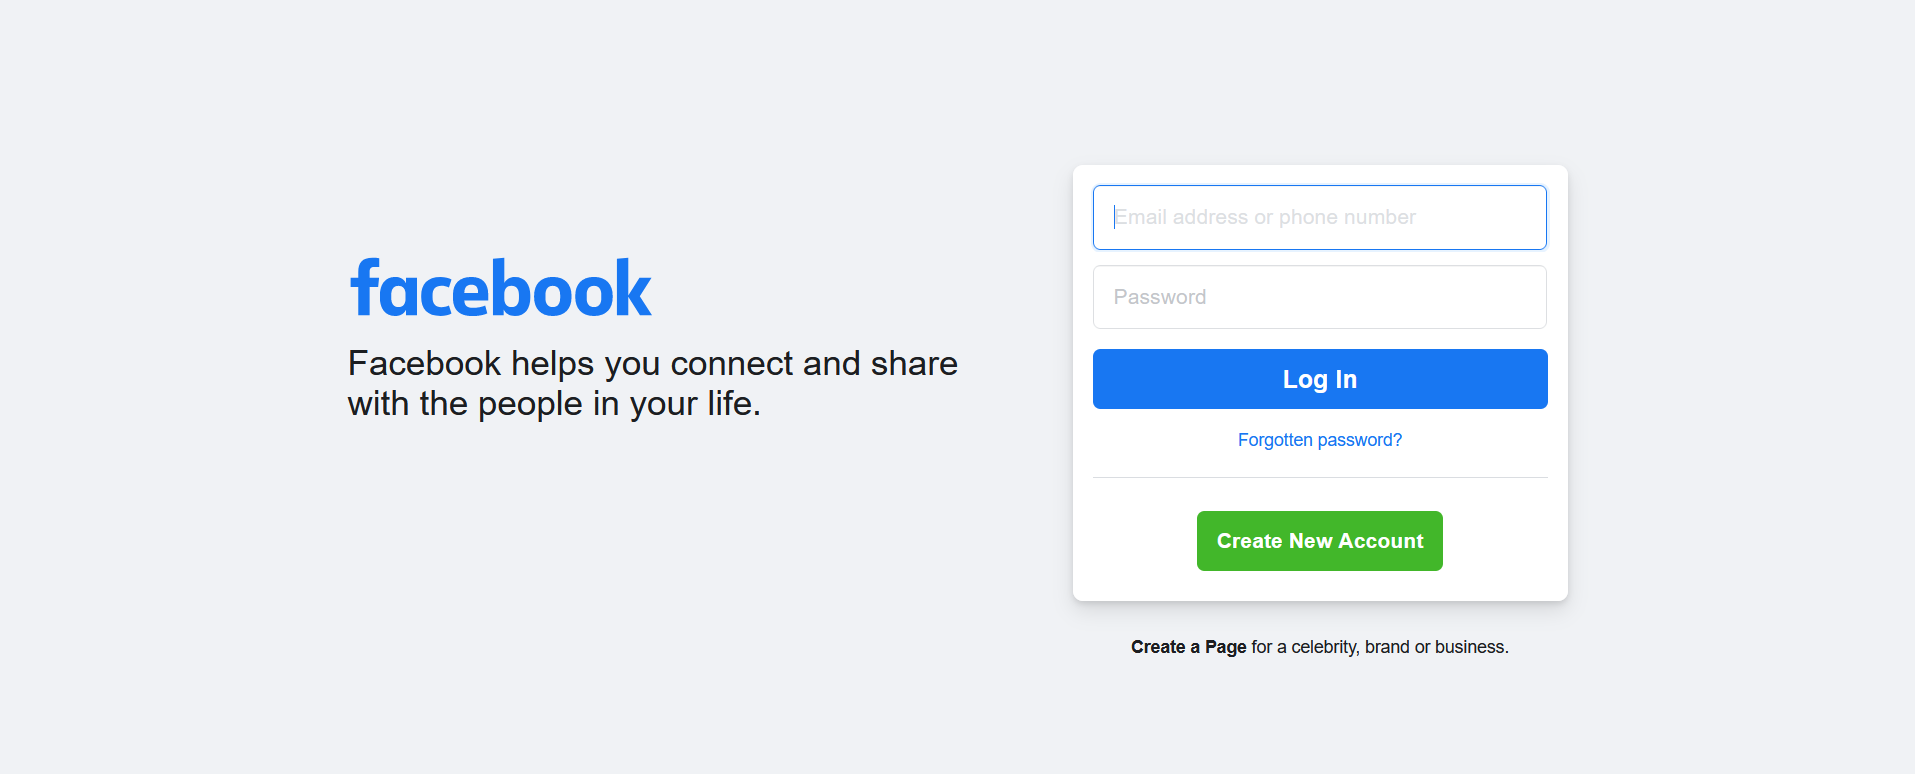 facebook
Facebook helps you connect and share
with the people in your life.
Email address or phone number
Password
Log In
Forgotten password?
Create New Account
Create a Page for a celebrity, brand or business.